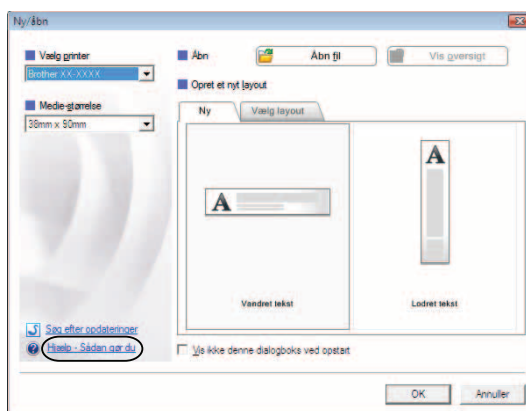 Ny/åbn
Vælg printer
Brother XX-XXXX
Medie-størrelse
38mm x 90mm
Søg efter opdateringer
Hjælp - Sådan gør du
Åbn
Åbn fil
Vis oversigt
Opret et nyt layout
Ny
Vælg layout
A
A
Vandret tekst
Lodret tekst
Vis ikke denne dialogboks ved opstart
OK
Annuller